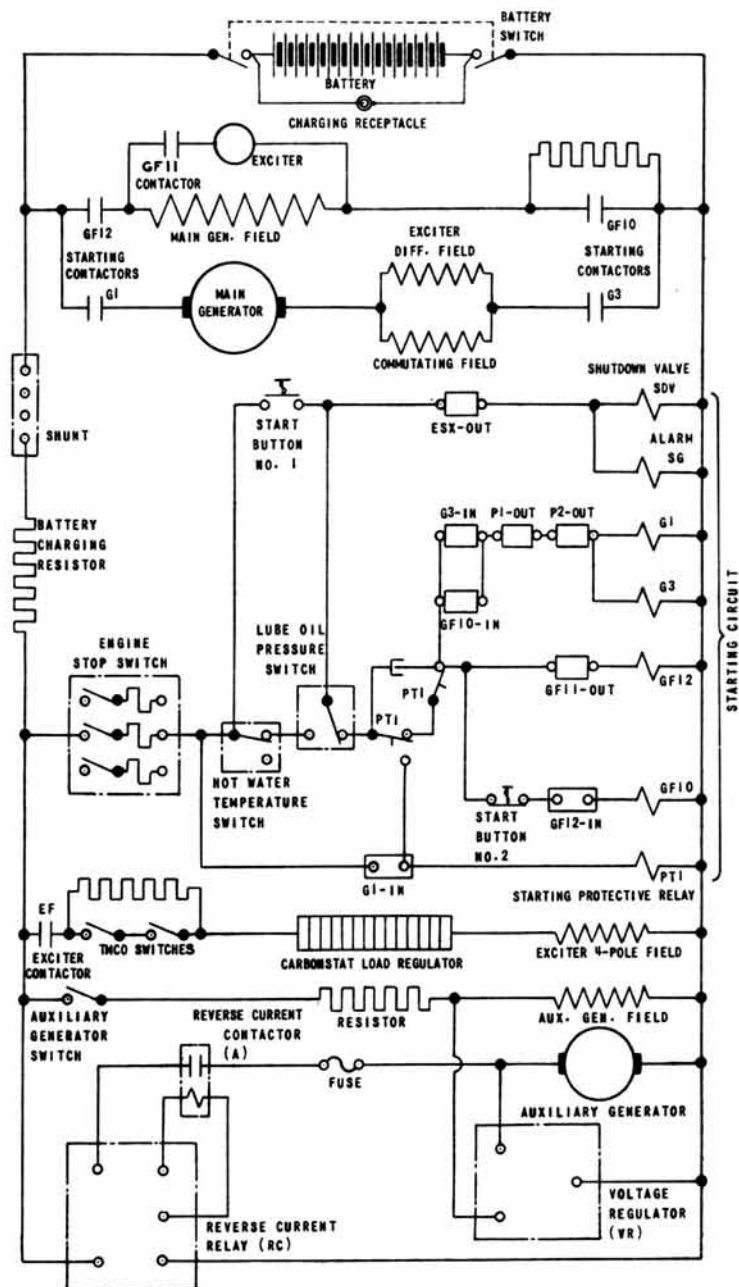 BATTERY
SWITCH
BATTERY
CHARGING RECEPTACLE
GF11
CONTACTOR
EXCITER
GF12
MAIN GEN. FIELD
GF10
EXCITER
DIFF. FIELD
STARTING
CONTACTORS
G1
MAIN
GENERATOR
STARTING
CONTACTORS
G3
COMMUTATING FIELD
SHUNT
START
BUTTON
NO. 1
ESX-OUT
SHUTDOWN VALVE
SDV
ALARM
SG
BATTERY
CHARGING
RESISTOR
G3-IN
P1-OUT
P2-OUT
G1
GF10-IN
G3
LUBE OIL
PRESSURE
SWITCH
ENGINE
STOP SWITCH
PT1
GF11-OUT
GF12
PT1
HOT WATER
TEMPERATURE
SWITCH
START
BUTTON
NO.2
GF12-IN
GF10
G1-IN
PT1
STARTING PROTECTIVE RELAY
STARTING CIRCUIT
EF
EXCITER
CONTACTOR
TMCO SWITCHES
CARBONSTAT LOAD REGULATOR
EXCITER 4-POLE FIELD
AUXILIARY
GENERATOR
SWITCH
REVERSE CURRENT
CONTACTOR
(A)
RESISTOR
AUX. GEN. FIELD
FUSE
AUXILIARY GENERATOR
REVERSE CURRENT
RELAY (RC)
VOLTAGE
REGULATOR
(VR)